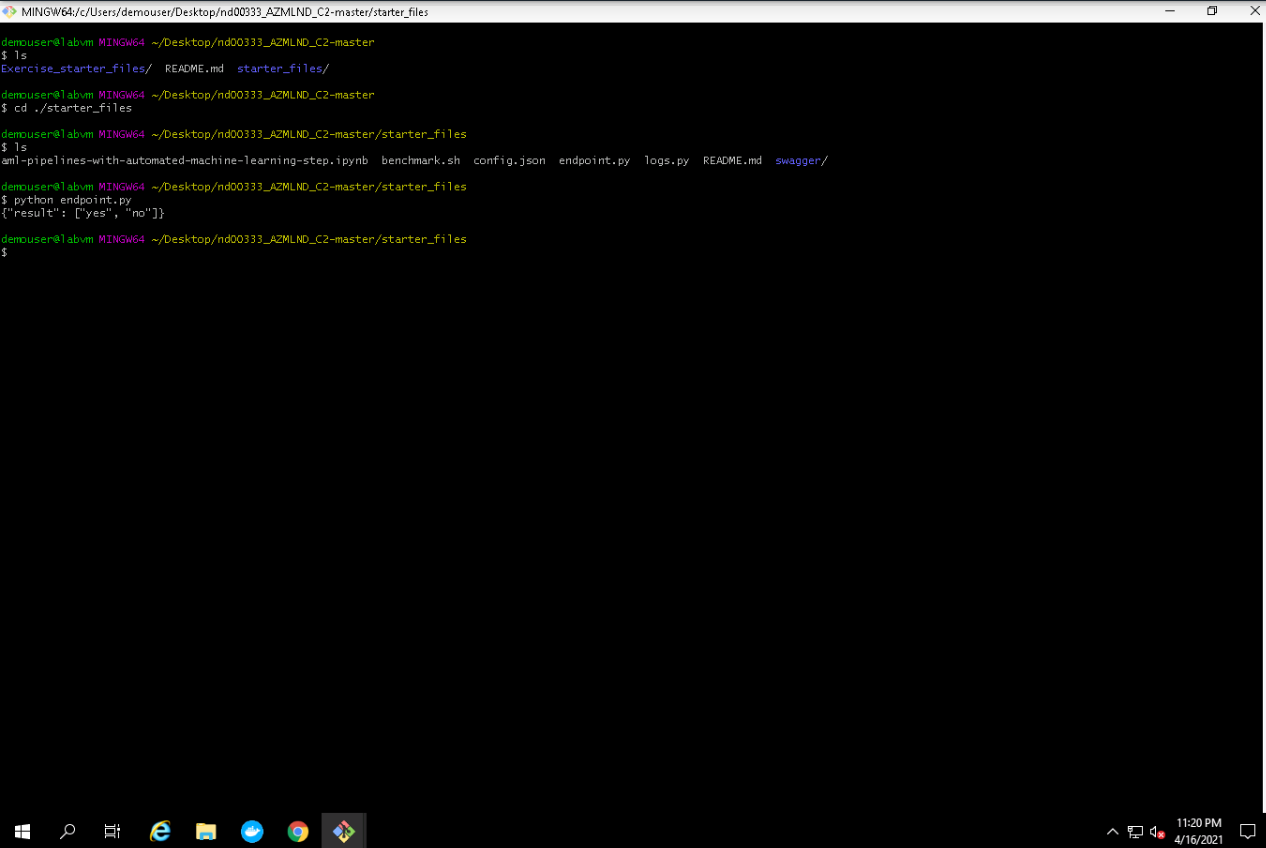 MINGW64:/c/Users/demouser/Desktop/nd00333_AZMLND_C2-master/starter_files
demouser@labvm MINGW64 ~/Desktop/nd00333_AZMLND_C2-master
$ ls
Exercise_starter_files/  README.md  starter_files/
demouser@labvm MINGW64 ~/Desktop/nd00333_AZMLND_C2-master
$ cd ./starter_files
demouser@labvm MINGW64 ~/Desktop/nd00333_AZMLND_C2-master/starter_files
$ ls
aml-pipelines-with-automated-machine-learning-step.ipynb  benchmark.sh  config.json  endpoint.py  logs.py  README.md  swagger/
demouser@labvm MINGW64 ~/Desktop/nd00333_AZMLND_C2-master/starter_files
$ python endpoint.py
{"result": ["yes", "no"]}
demouser@labvm MINGW64 ~/Desktop/nd00333_AZMLND_C2-master/starter_files
$
11:20 PM
4/16/2021